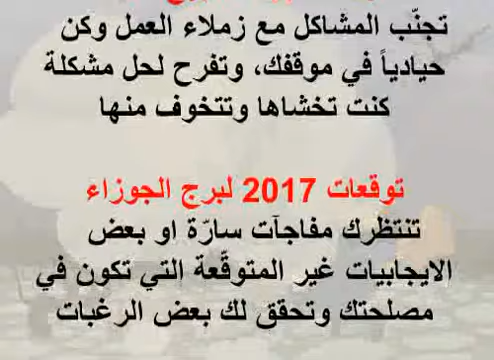 تجنّب المشاكل مع زملاء العمل وكن
حيادياً في موقفك، وتفرح لحل مشكلة
كنت تخشاها وتتخوف منها
توقعات 2017 لبرج الجوزاء
تنتظرك مفاجآت سارّة او بعض
الايجابيات غير المتوقّعة التي تكون في
مصلحتك وتحقق لك بعض الرغبات